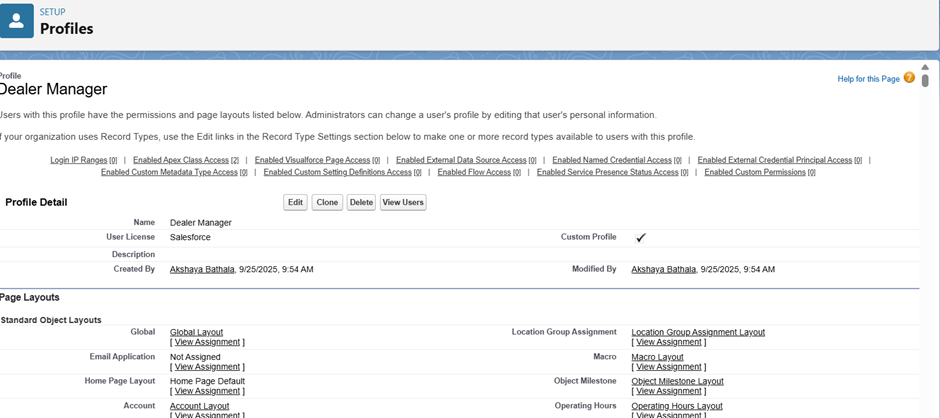 SETUP
Profiles
Profile
Dealer Manager
Help for this Page
Users with this profile have the permissions and page layouts listed below. Administrators can change a user's profile by editing that user's personal information.
If your organization uses Record Types, use the Edit links in the Record Type Settings section below to make one or more record types available to users with this profile.
Login IP Ranges [0] | Enabled Apex Class Access [2] | Enabled Visualforce Page Access [0] | Enabled External Data Source Access [0] | Enabled Named Credential Access [0] | Enabled External Credential Principal Access [0] |
Enabled Custom Metadata Type Access [0] | Enabled Custom Setting Definitions Access [0] | Enabled Flow Access [0] | Enabled Service Presence Status Access [0] | Enabled Custom Permissions [0]
Profile Detail Edit Clone Delete View Users
Name Dealer Manager
User License Salesforce Custom Profile ✓
Description
Created By Akshaya Bathala, 9/25/2025, 9:54 AM Modified By Akshaya Bathala, 9/25/2025, 9:54 AM
Page Layouts
Standard Object Layouts
Global Global Layout Location Group Assignment Location Group Assignment Layout
[ View Assignment ] [ View Assignment ]
Email Application Not Assigned Macro Macro Layout
[ View Assignment ] [ View Assignment ]
Home Page Layout Home Page Default Object Milestone Object Milestone Layout
[ View Assignment ] [ View Assignment ]
Account Account Layout Operating Hours Operating Hours Layout
[ View Assignment ] [ View Assignment ]